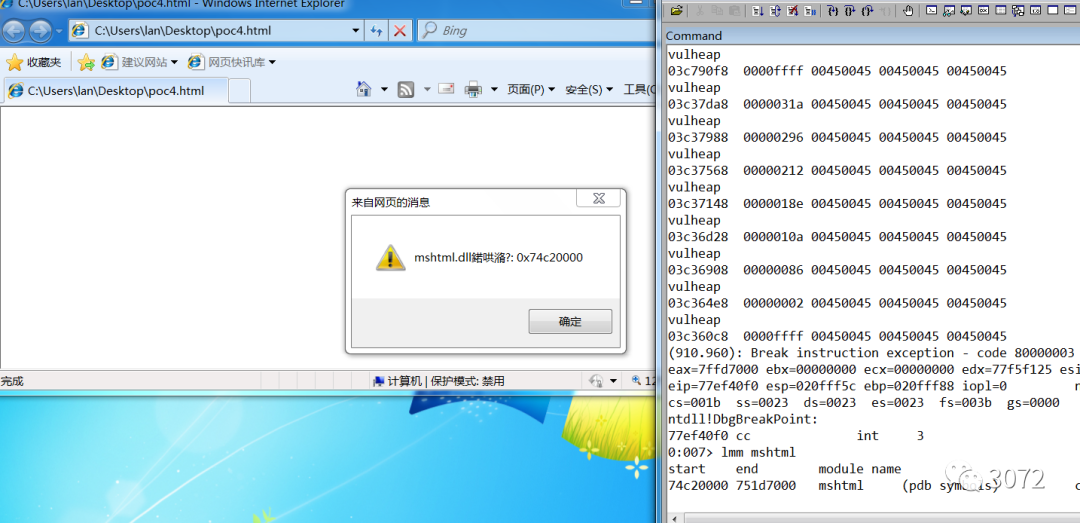 C:\Users\lan\Desktop\poc4.html - Windows Internet Explorer
C:\Users\lan\Desktop\poc4.html
Bing
收藏夹
建议网站
网页快讯库
C:\Users\lan\Desktop\poc4.html
页面(P)
安全(S)
工具(
来自网页的消息
mshtml.dll鍩哄潃?: 0x74c20000
确定
完成
计算机 | 保护模式: 禁用
12
Command
vulheap
03c790f8 0000ffff 00450045 00450045 00450045
vulheap
03c37da8 0000031a 00450045 00450045 00450045
vulheap
03c37988 00000296 00450045 00450045 00450045
vulheap
03c37568 00000212 00450045 00450045 00450045
vulheap
03c37148 0000018e 00450045 00450045 00450045
vulheap
03c36d28 0000010a 00450045 00450045 00450045
vulheap
03c36908 00000086 00450045 00450045 00450045
vulheap
03c364e8 00000002 00450045 00450045 00450045
vulheap
03c360c8 0000ffff 00450045 00450045 00450045
(910.960): Break instruction exception - code 80000003
eax=7ffd7000 ebx=00000000 ecx=00000000 edx=77f5f125 esi
eip=77ef40f0 esp=020fff5c ebp=020fff88 iopl=0 n
cs=001b ss=0023 ds=0023 es=0023 fs=003b gs=0000
ntdll!DbgBreakPoint:
77ef40f0 cc int 3
0:007> lmm mshtml
start end module name
74c20000 751d7000 mshtml (pdb symbols) c
3072